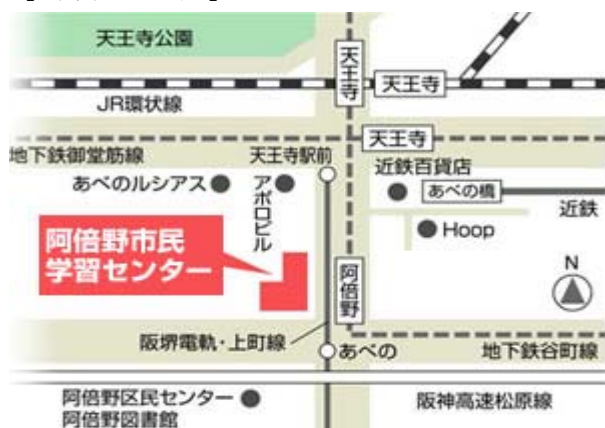 天王寺公園
天王寺
天王寺
JR環状線
天王寺
地下鉄御堂筋線
天王寺駅前
近鉄百貨店
あべのルシアス
アポロビル
あべの橋
近鉄
Hoop
阿倍野市民
学習センター
阿倍野
N
阪堺電軌・上町線
あべの
地下鉄谷町線
阿倍野区民センター
阿倍野図書館
阪神高速松原線